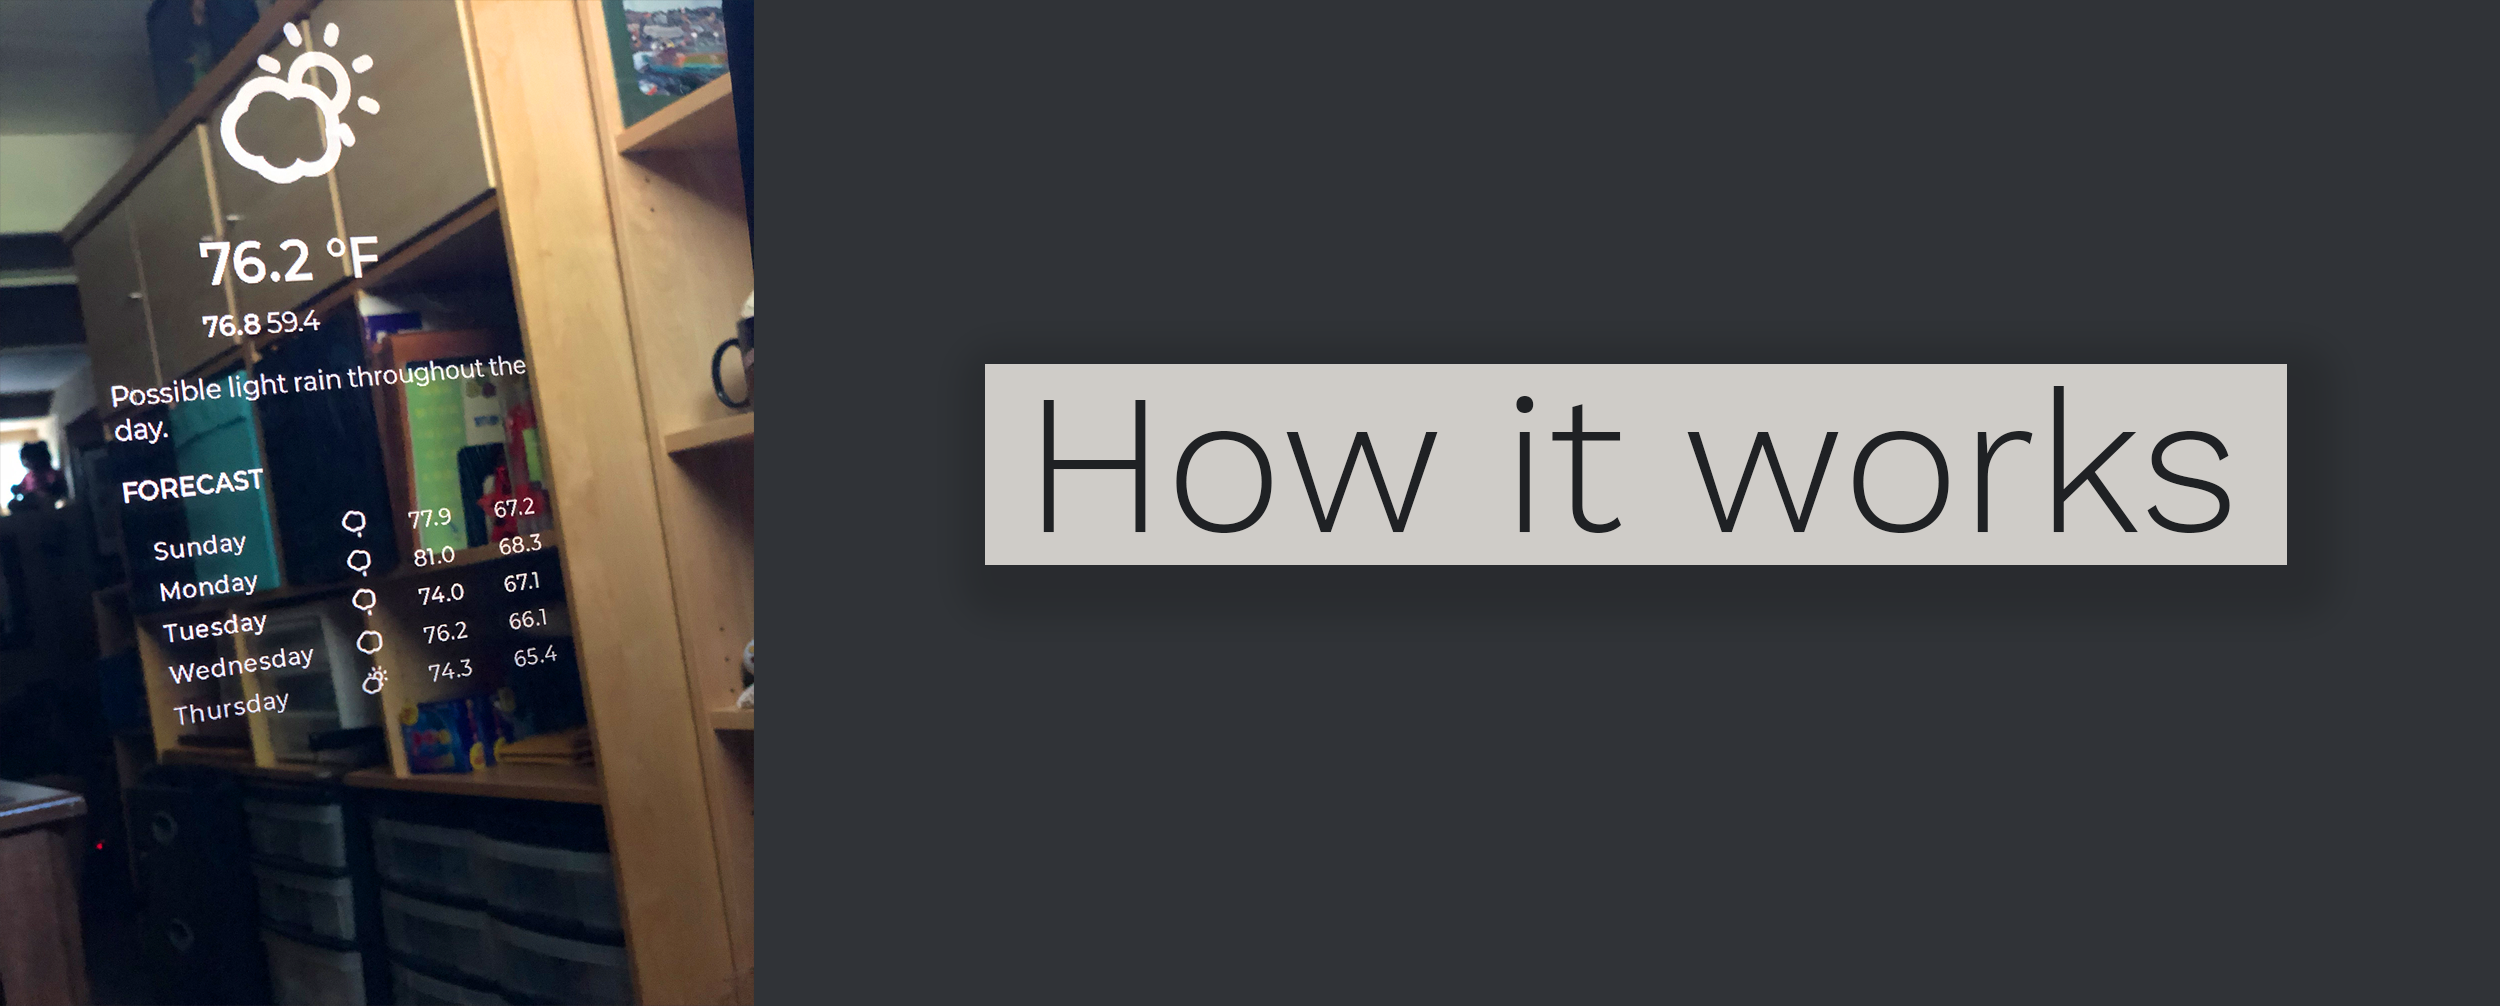 76.2 °F
76.8 59.4
Possible light rain throughout the
day.
FORECAST
Sunday 77.9 67.2
Monday 81.0 68.3
Tuesday 74.0 67.1
Wednesday 76.2 66.1
Thursday 74.3 65.4
How it works